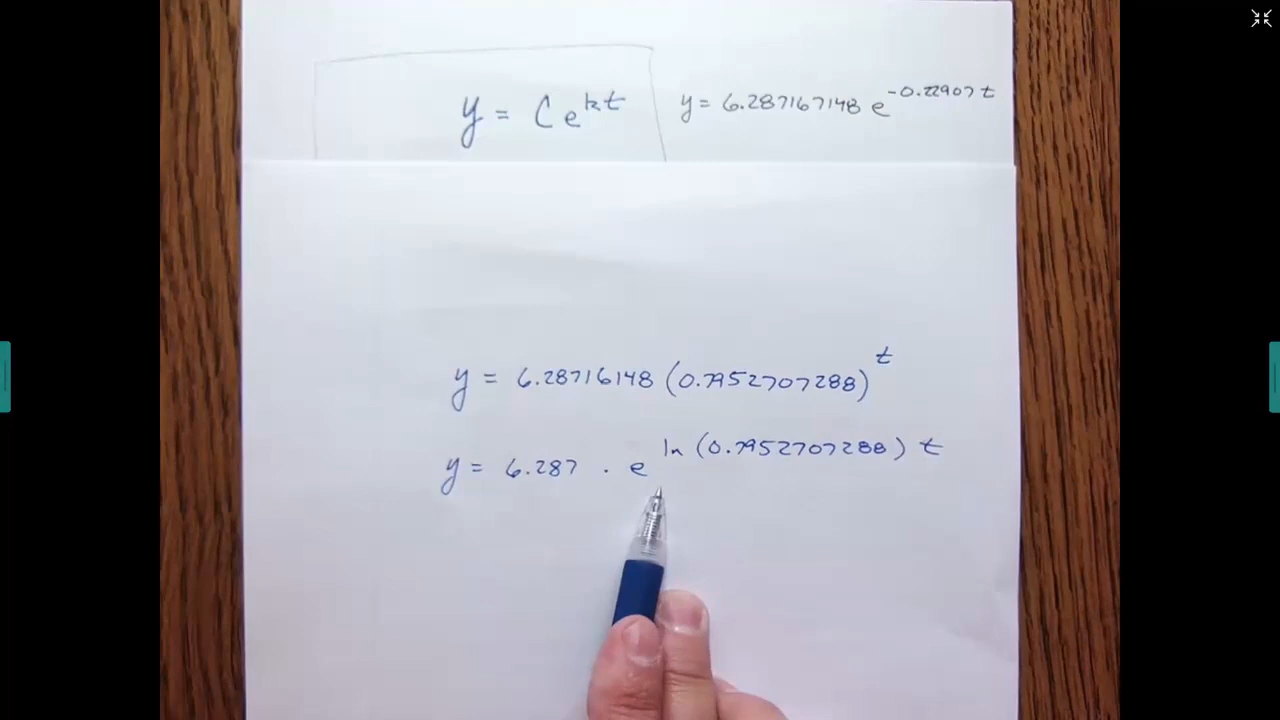 y = Ce^{kt}
y = 6.287167148 e^{-0.22907 t}
y = 6.28716148 (0.7952707288)^t
y = 6.287 · e^{ln (0.7952707288) t}